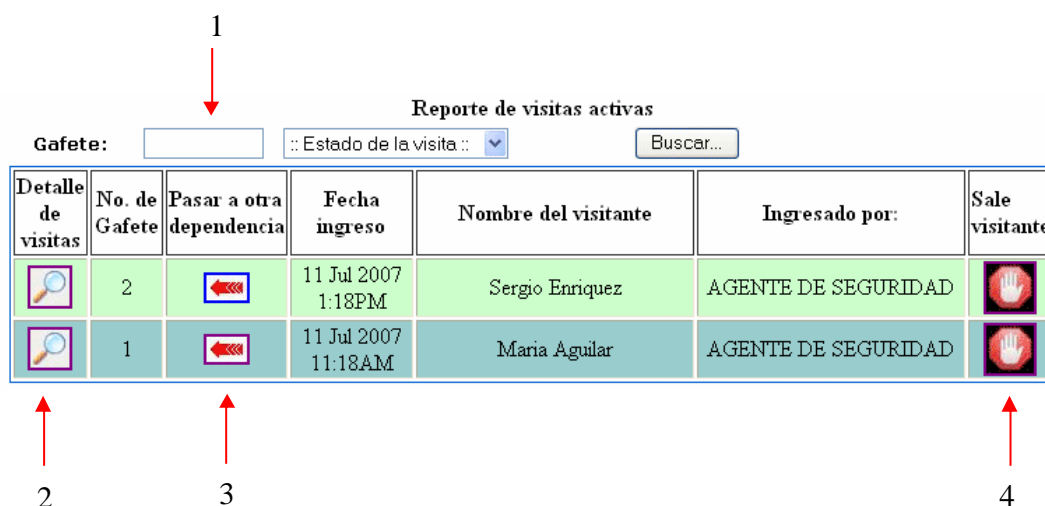 1
Reporte de visitas activas
Gafete: :: Estado de la visita :: Buscar...
Detalle de visitas No. de Gafete Pasar a otra dependencia Fecha ingreso Nombre del visitante Ingresado por: Sale visitante
2 11 Jul 2007 1:18PM Sergio Enriquez AGENTE DE SEGURIDAD
1 11 Jul 2007 11:18AM Maria Aguilar AGENTE DE SEGURIDAD
2 3 4